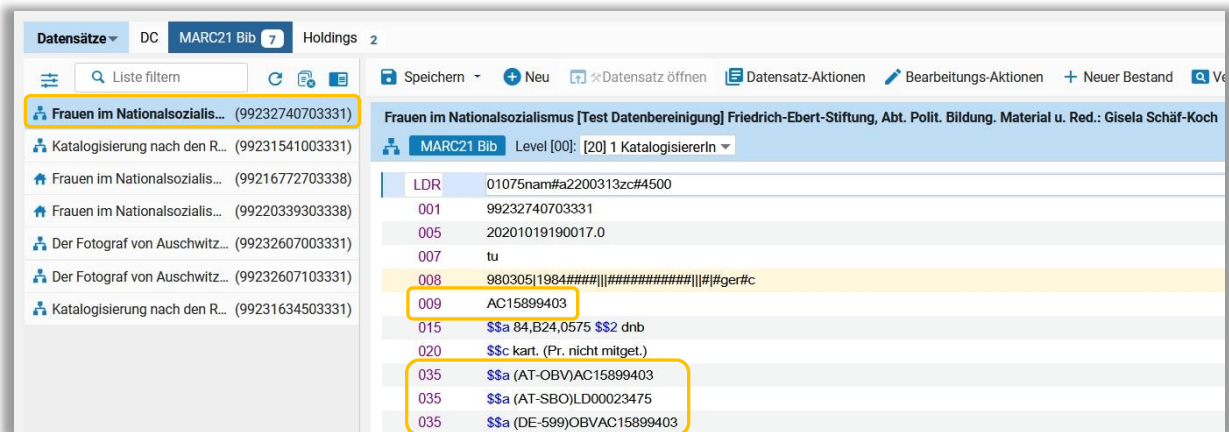 Datensätze DC MARC21 Bib 7 Holdings 2
Liste filtern
Speichern Neu Datensatz öffnen Datensatz-Aktionen Bearbeitungs-Aktionen Neuer Bestand
Frauen im Nationalsozialis... (99232740703331)
Katalogisierung nach den R... (99231541003331)
Frauen im Nationalsozialis... (99216772703338)
Frauen im Nationalsozialis... (99220339303338)
Der Fotograf von Auschwitz... (99232607003331)
Der Fotograf von Auschwitz... (99232607103331)
Katalogisierung nach den R... (99231634503331)
Frauen im Nationalsozialismus [Test Datenbereinigung] Friedrich-Ebert-Stiftung, Abt. Polit. Bildung. Material u. Red.: Gisela Schäf-Koch
MARC21 Bib Level [00]: [20] 1 KatalogisiererIn
LDR 01075nam#a2200313zc#4500
001 99232740703331
005 20201019190017.0
007 tu
008 980305|1984####|||###########|||#|#ger#c
009 AC15899403
015 $$a 84,B24,0575 $$2 dnb
020 $$c kart. (Pr. nicht mitget.)
035 $$a (AT-OBV)AC15899403
035 $$a (AT-SBO)LD00023475
035 $$a (DE-599)OBVAC15899403